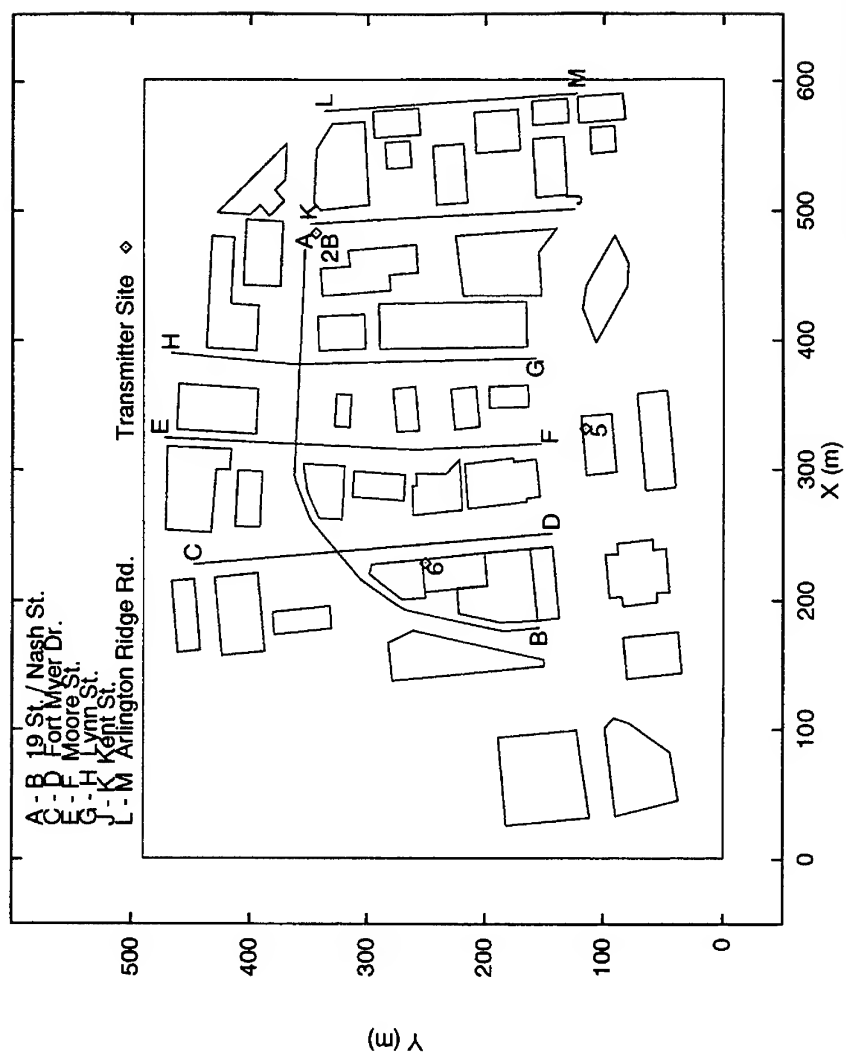 A - B 19 St. / Nash St.
C - D Fort Myer Dr.
E - F Moore St.
G - H Lynn St.
J - K Kent St.
L - M Arlington Ridge Rd.
Transmitter Site
A
B
C
D
E
F
G
H
J
K
L
M
2B
5
6
X (m)
0
100
200
300
400
500
600
Y (m)
0
100
200
300
400
500